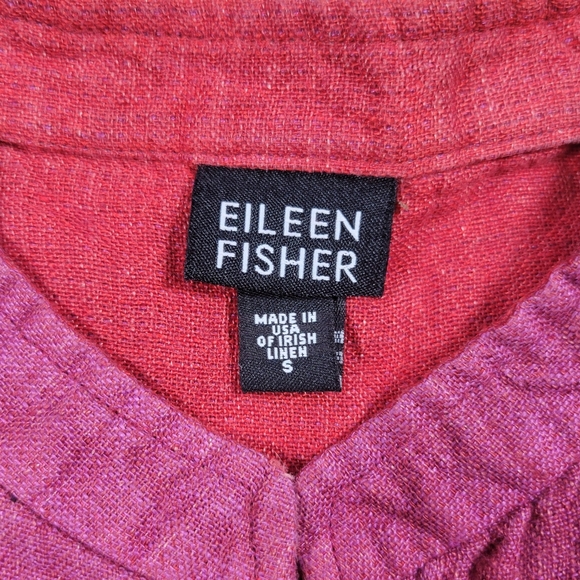 EILEEN
FISHER
MADE IN
USA
OF IRISH
LINEN
S